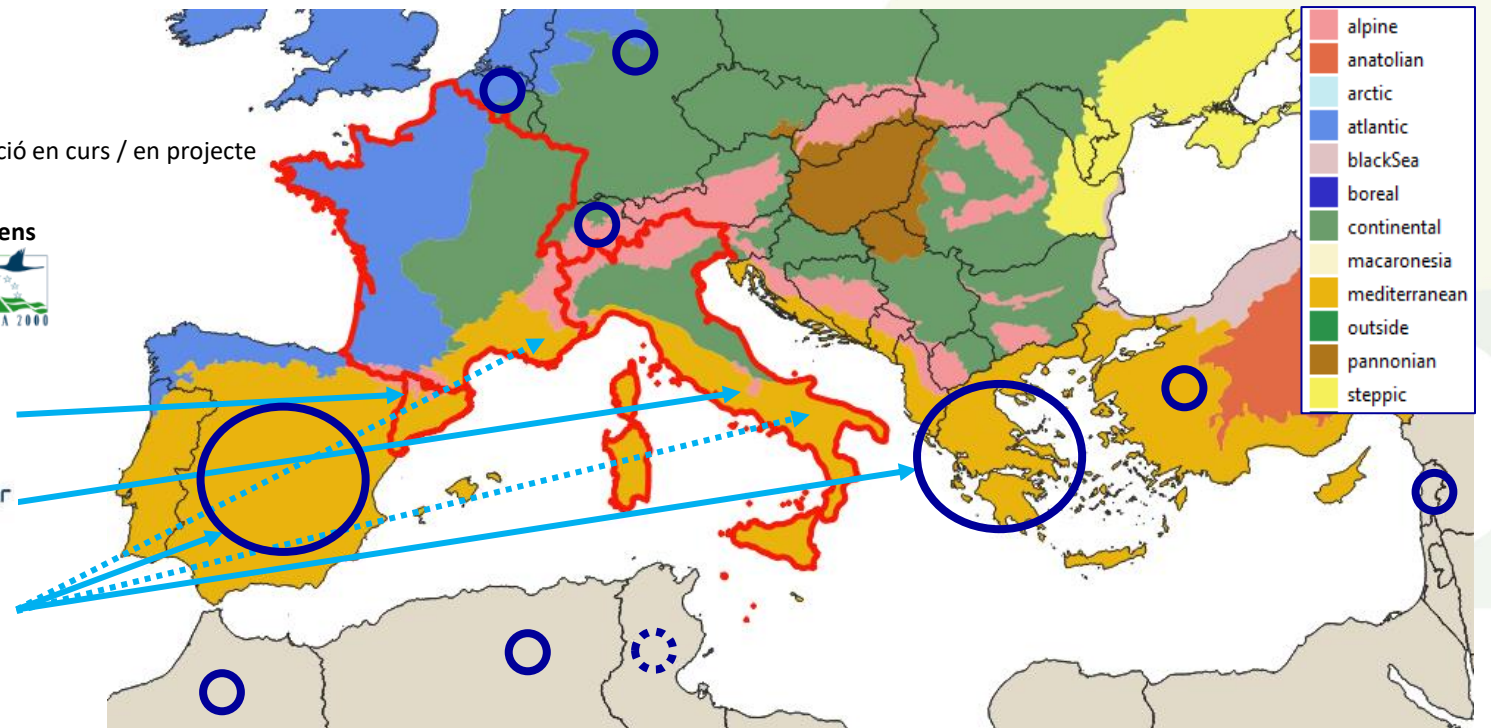 ció en curs / en projecte
ens
A 2000
r
alpine
anatolian
arctic
atlantic
blackSea
boreal
continental
macaronesia
mediterranean
outside
pannonian
steppic